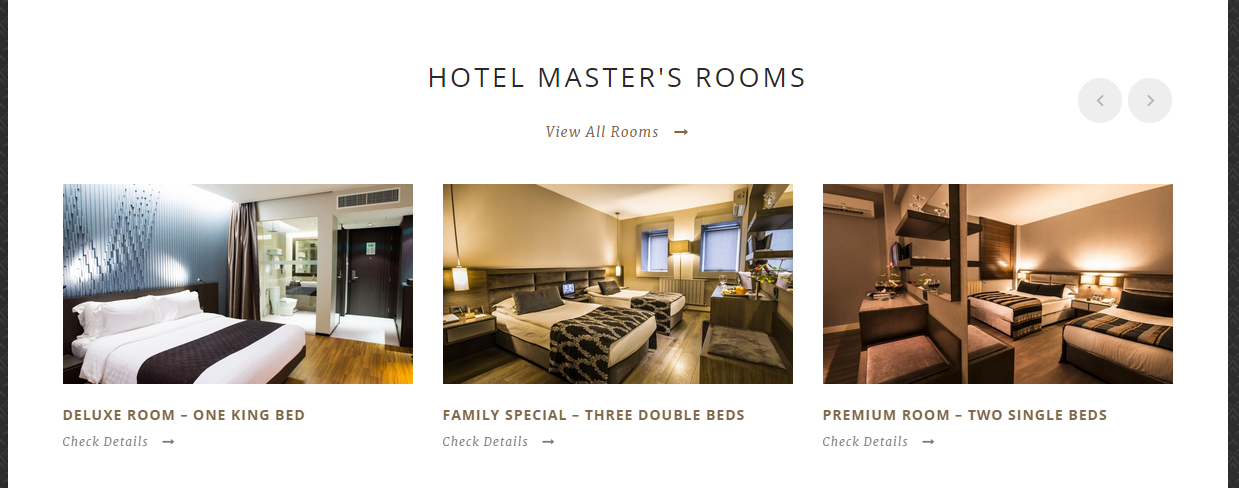 HOTEL MASTER'S ROOMS
View All Rooms
DELUXE ROOM – ONE KING BED
Check Details
FAMILY SPECIAL – THREE DOUBLE BEDS
Check Details
PREMIUM ROOM – TWO SINGLE BEDS
Check Details